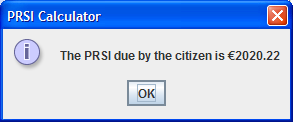 PRSI Calculator
The PRSI due by the citizen is €2020.22
OK